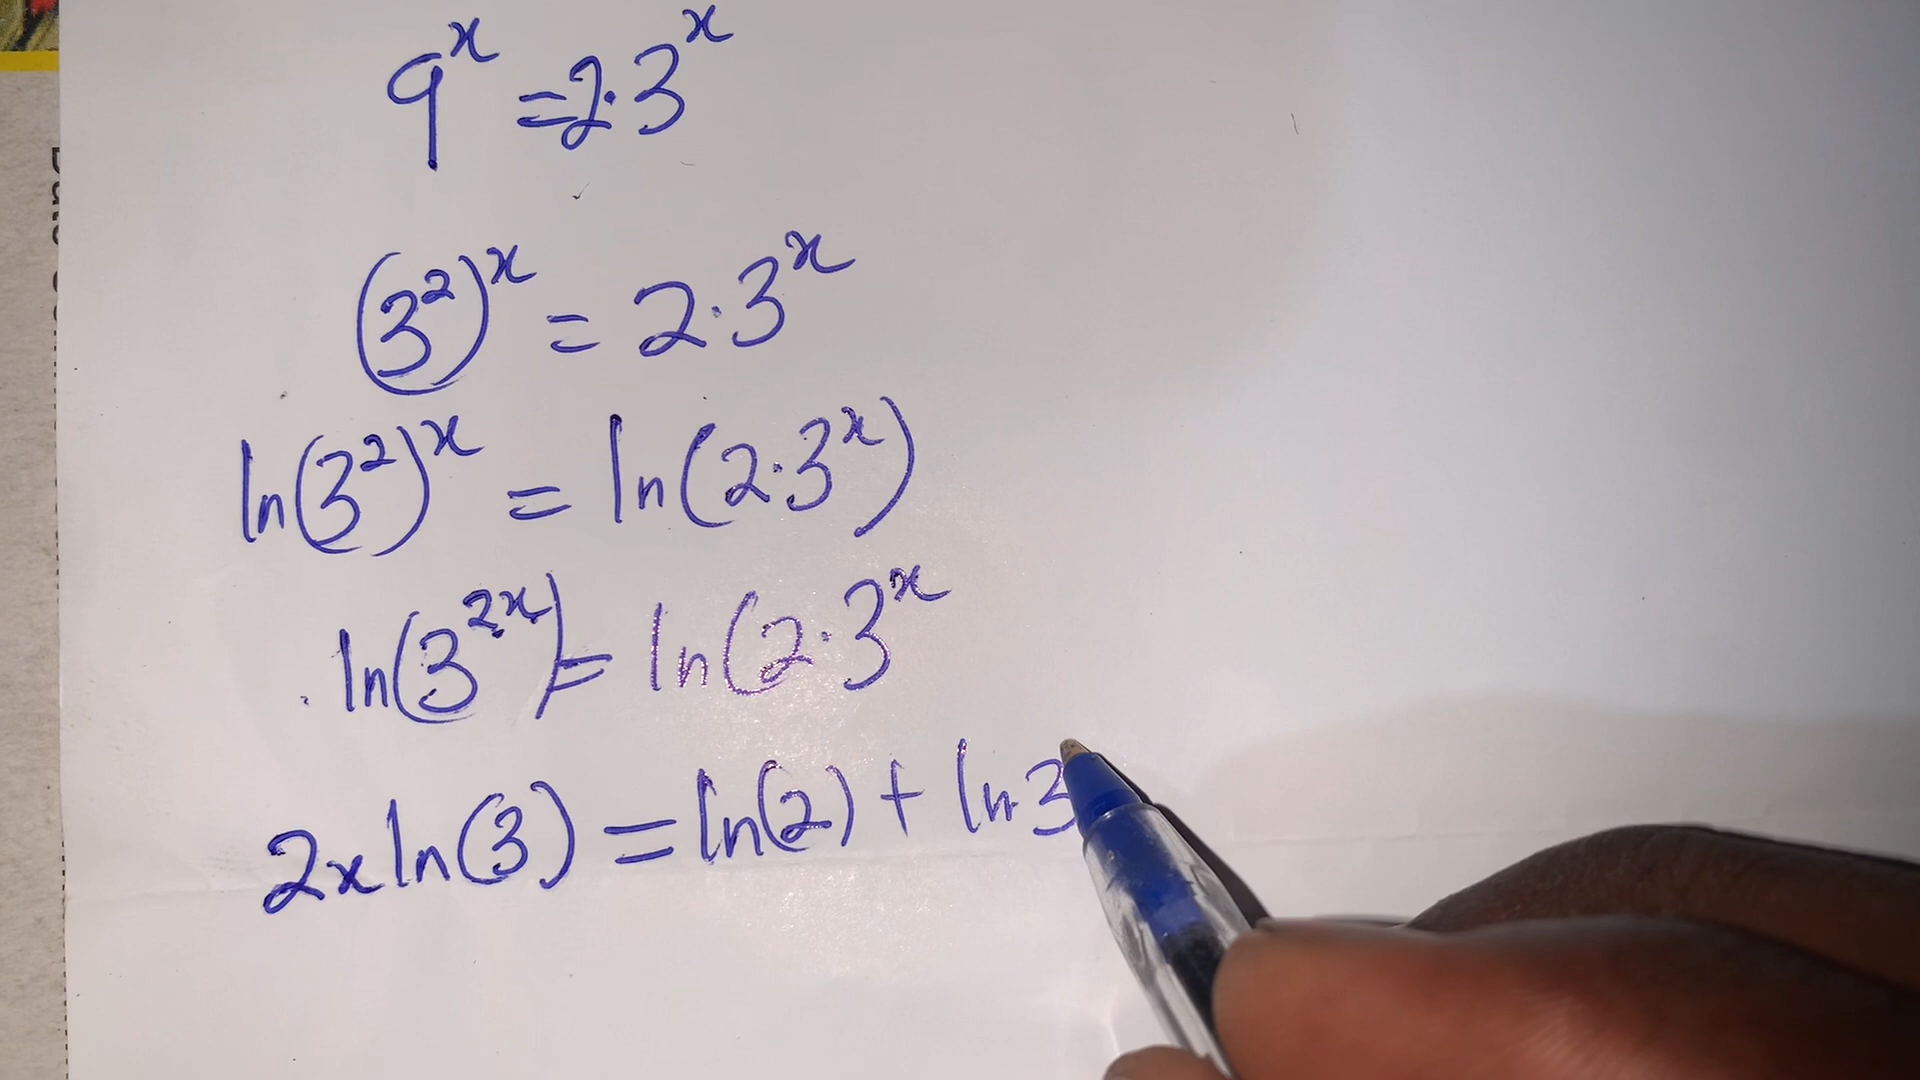 9^x = 2·3^x
(3^2)^x = 2·3^x
ln(3^2)^x = ln(2·3^x)
ln(3^2x) = ln(2·3^x
2x ln(3) = ln(2) + ln 3